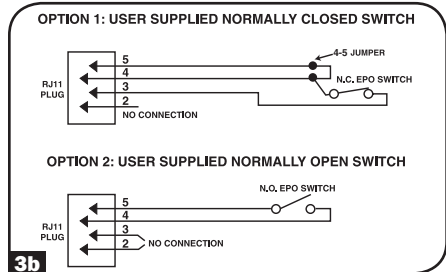 OPTION 1: USER SUPPLIED NORMALLY CLOSED SWITCH
4-5 JUMPER
5
4
N.C. EPO SWITCH
RJ11
PLUG
3
2
NO CONNECTION
OPTION 2: USER SUPPLIED NORMALLY OPEN SWITCH
N.O. EPO SWITCH
5
4
RJ11
PLUG
3
2
NO CONNECTION
3b